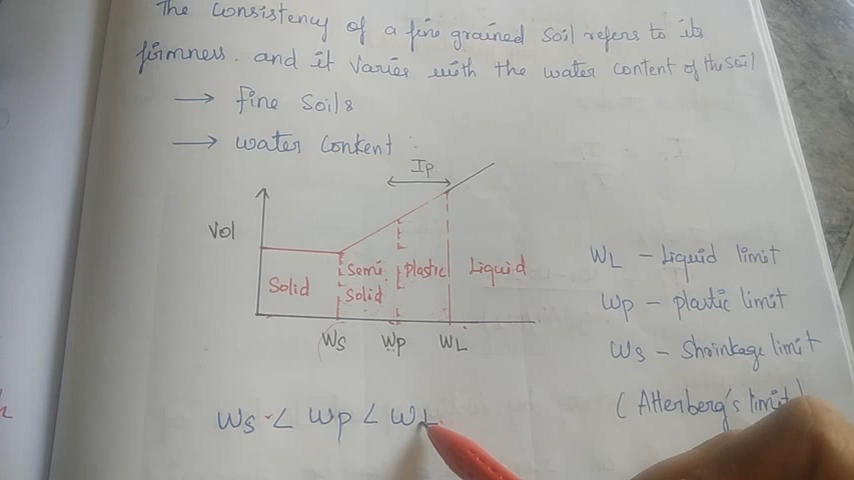 The Consistency of a fine grained soil refers to its
firmness. and it varies with the water content of the soil
→ fine soils
→ water content :
IP
Vol
Solid
Semi
Solid
Plastic
Liquid
WS
WP
WL
WL - Liquid limit
WP - plastic limit
WS - Shrinkage limit
(Atterberg's limit)
WS < WP < WL